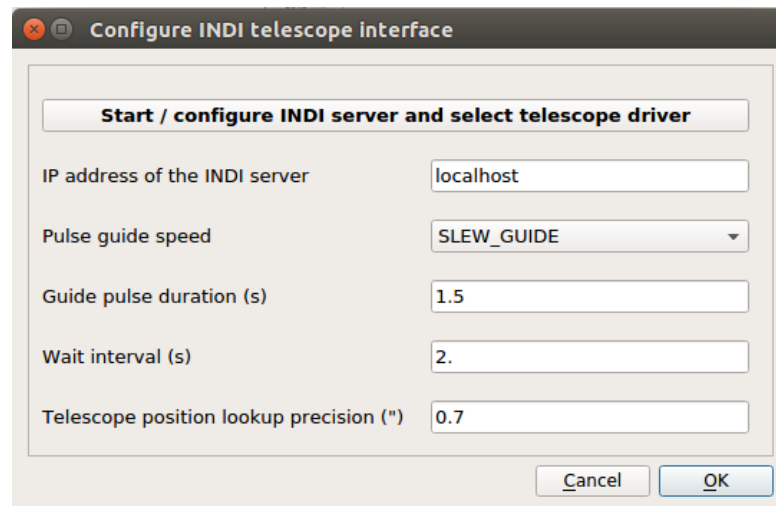 Configure INDI telescope interface
Start / configure INDI server and select telescope driver
IP address of the INDI server localhost
Pulse guide speed SLEW_GUIDE
Guide pulse duration (s) 1.5
Wait interval (s) 2.
Telescope position lookup precision (") 0.7
Cancel OK